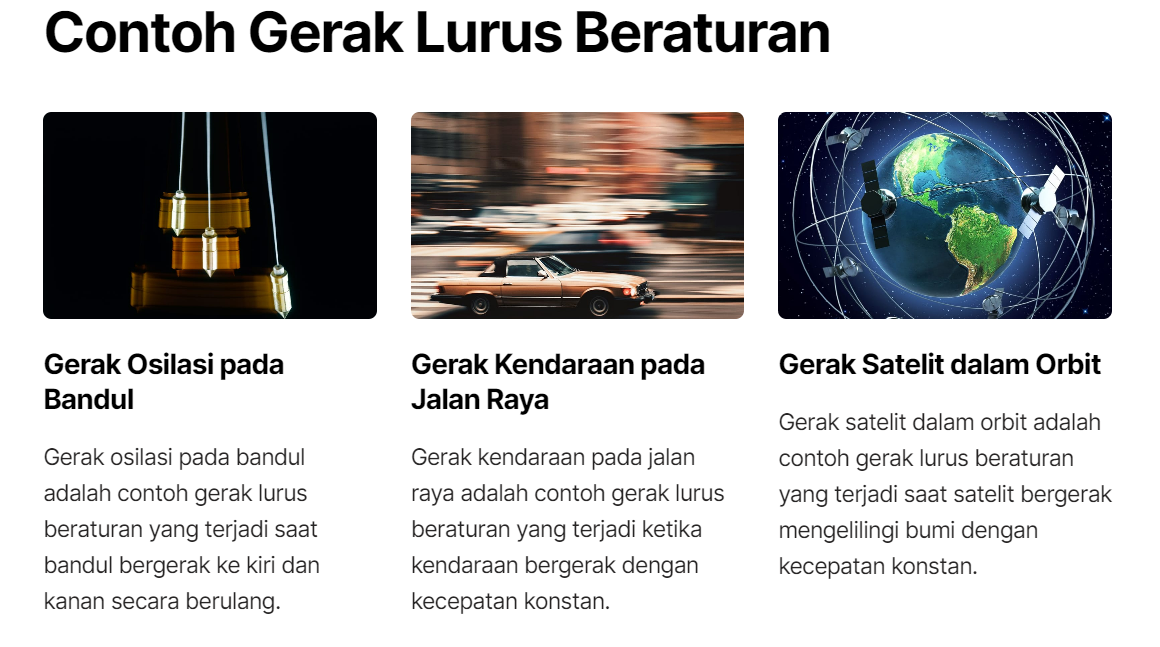 Contoh Gerak Lurus Beraturan
Gerak Osilasi pada
Bandul
Gerak osilasi pada bandul
adalah contoh gerak lurus
beraturan yang terjadi saat
bandul bergerak ke kiri dan
kanan secara berulang.
Gerak Kendaraan pada
Jalan Raya
Gerak kendaraan pada jalan
raya adalah contoh gerak lurus
beraturan yang terjadi ketika
kendaraan bergerak dengan
kecepatan konstan.
Gerak Satelit dalam Orbit
Gerak satelit dalam orbit adalah
contoh gerak lurus beraturan
yang terjadi saat satelit bergerak
mengelilingi bumi dengan
kecepatan konstan.